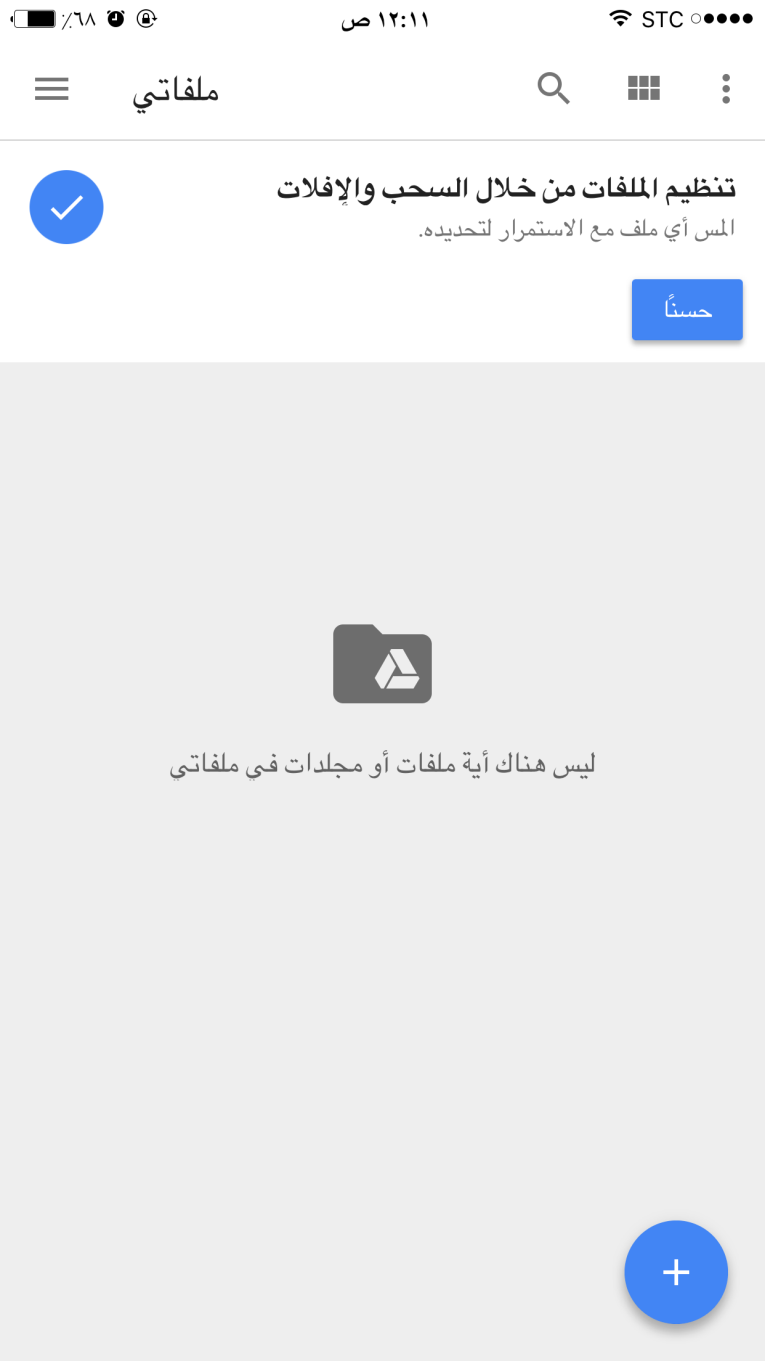 STC ١٢:١١ ص ٦٨٪
ملفاتي
تنظيم الملفات من خلال السحب والإفلات
المس أي ملف مع الاستمرار لتحديده.
حسنًا
ليس هناك أية ملفات أو مجلدات في ملفاتي